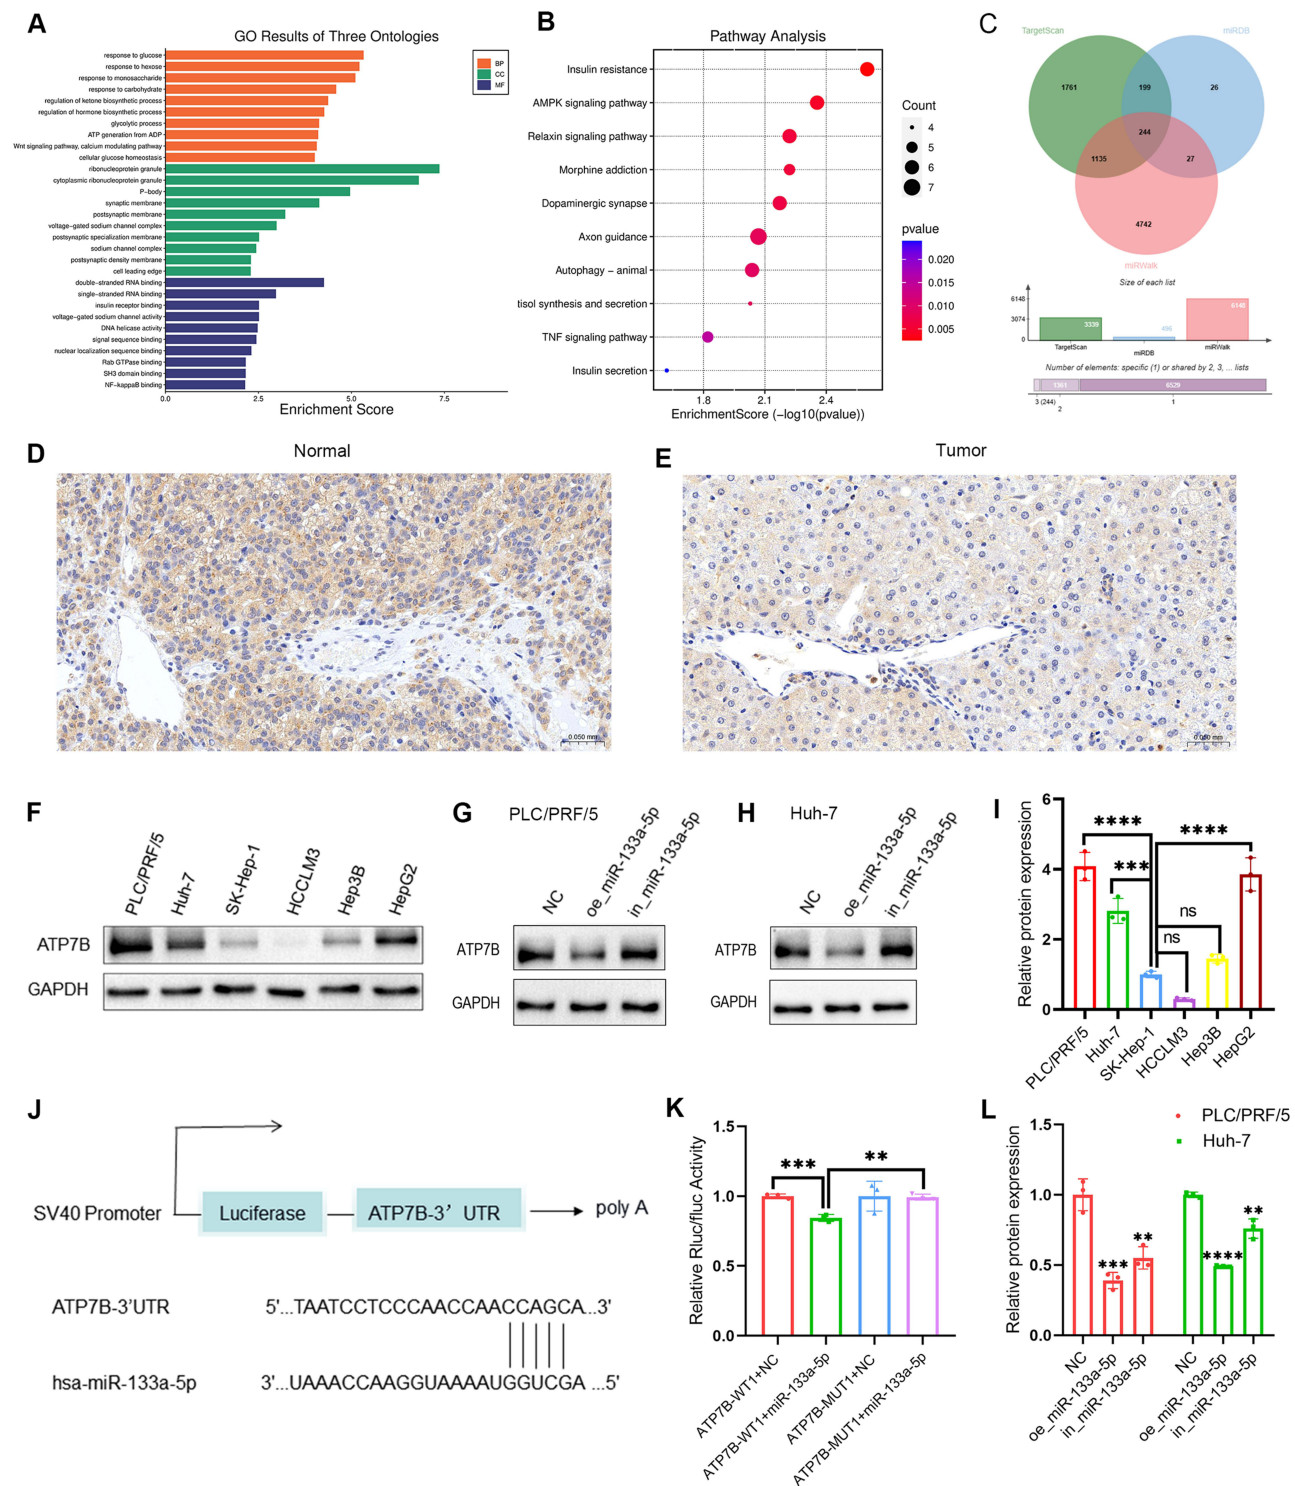 A
GO Results of Three Ontologies
response to glucose
response to hexose
response to monosaccharide
response to carbohydrate
regulation of ketone biosynthetic process
regulation of hormone biosynthetic process
glycolytic process
ATP generation from ADP
Wnt signaling pathway, calcium modulating pathway
cellular glucose homeostasis
ribonucleoprotein granule
cytoplasmic ribonucleoprotein granule
P-body
synaptic membrane
postsynaptic membrane
voltage-gated sodium channel complex
postsynaptic specialization membrane
sodium channel complex
postsynaptic density membrane
cell leading edge
double-stranded RNA binding
single-stranded RNA binding
insulin receptor binding
voltage-gated sodium channel activity
DNA helicase activity
signal sequence binding
nuclear localization sequence binding
Rab GTPase binding
SH3 domain binding
NF-kappaB binding
0.0 2.5 5.0 7.5
Enrichment Score
BP
CC
MF
B
Pathway Analysis
Insulin resistance
AMPK signaling pathway
Relaxin signaling pathway
Morphine addiction
Dopaminergic synapse
Axon guidance
Autophagy - animal
tisol synthesis and secretion
TNF signaling pathway
Insulin secretion
1.8 2.1 2.4
EnrichmentScore (-log10(pvalue))
Count
4
5
6
7
pvalue
0.020
0.015
0.010
0.005
C
TargetScan
miRDB
1761
199
26
244
1135
27
4742
miRWalk
Size of each list
6148
3074
0
3339
496
6148
TargetScan
miRDB
miRWalk
Number of elements: specific (1) or shared by 2, 3, ... lists
1361
6529
3 (244)
2
1
D
Normal
0.050 mm
E
Tumor
0.050 mm
F
PLC/PRF/5
Huh-7
SK-Hep-1
HCCLM3
Hep3B
HepG2
ATP7B
GAPDH
G
PLC/PRF/5
NC
oe_miR-133a-5p
in_miR-133a-5p
ATP7B
GAPDH
H
Huh-7
NC
oe_miR-133a-5p
in_miR-133a-5p
ATP7B
GAPDH
I
Relative protein expression
6
4
2
0
****
***
****
ns
ns
PLC/PRF/5
Huh-7
SK-Hep-1
HCCLM3
Hep3B
HepG2
J
SV40 Promoter
Luciferase
ATP7B-3' UTR
poly A
ATP7B-3'UTR
5'...TAATCCTCCCAACCAACCAGCA...3'
hsa-miR-133a-5p
3'...UAAACCAAGGUAAAAUGGUCGA ...5'
K
Relative Rluc/fluc Activity
1.5
1.0
0.5
0.0
***
**
ATP7B-WT1+NC
ATP7B-WT1+miR-133a-5p
ATP7B-MUT1+NC
ATP7B-MUT1+miR-133a-5p
L
Relative protein expression
1.5
1.0
0.5
0.0
PLC/PRF/5
Huh-7
***
**
****
**
NC
oe_miR-133a-5p
in_miR-133a-5p
NC
oe_miR-133a-5p
in_miR-133a-5p